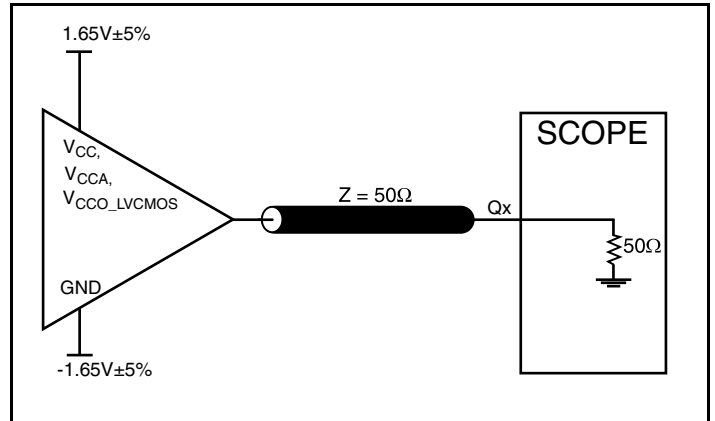 1.65V±5%
SCOPE
VCC,
VCCA,
VCCO_LVCMOS
Z = 50Ω
Qx
50Ω
GND
-1.65V±5%